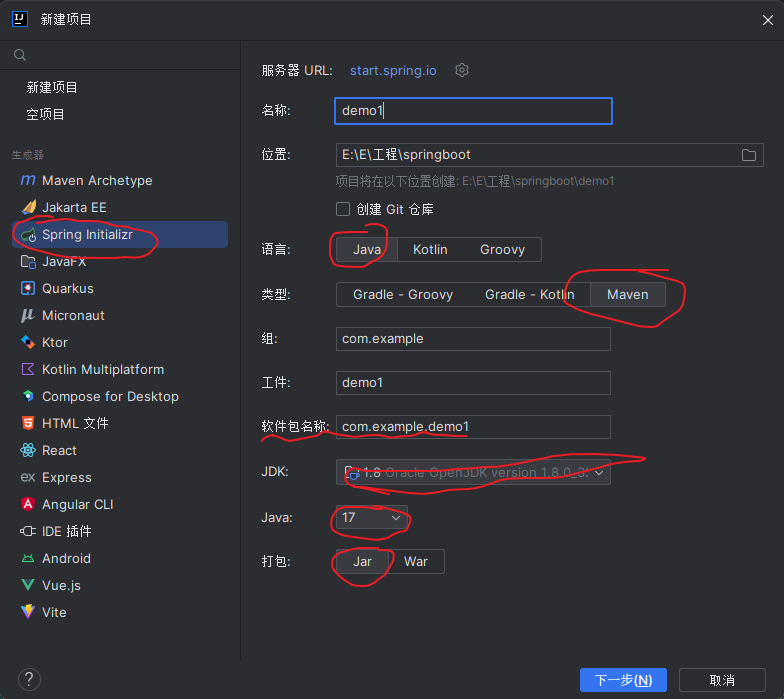 新建项目
新建项目
空项目
生成器
Maven Archetype
Jakarta EE
Spring Initializr
JavaFX
Quarkus
Micronaut
Ktor
Kotlin Multiplatform
Compose for Desktop
HTML 文件
React
Express
Angular CLI
IDE 插件
Android
Vue.js
Vite
服务器 URL: start.spring.io
名称: demo1
位置: E:\E\工程\springboot
项目将在以下位置创建: E:\E\工程\springboot\demo1
创建 Git 仓库
语言: Java Kotlin Groovy
类型: Gradle - Groovy Gradle - Kotlin Maven
组: com.example
工件: demo1
软件包名称: com.example.demo1
JDK: 1.8 Oracle OpenJDK version 1.8.0_3
Java: 17
打包: Jar War
? 下一步(N) 取消